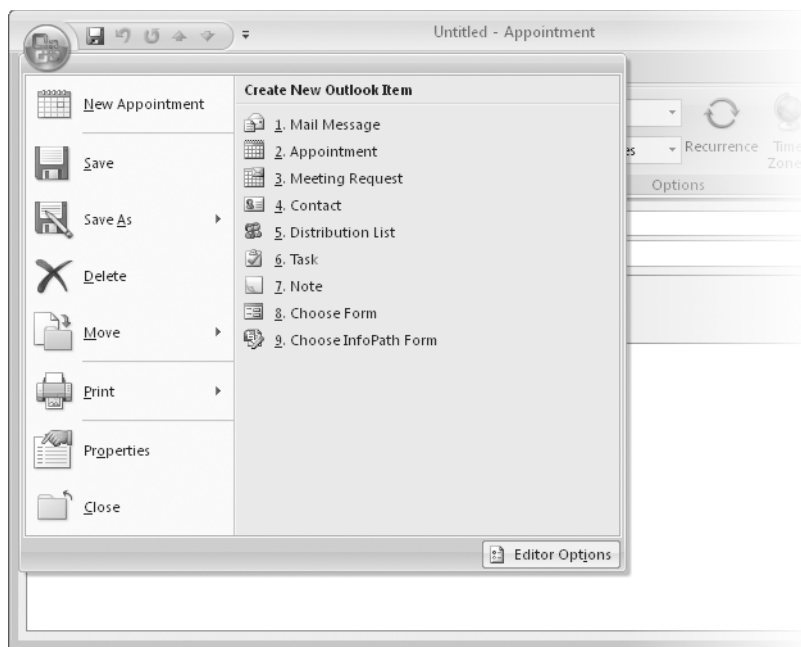 Untitled - Appointment
New Appointment
Save
Save As
Delete
Move
Print
Properties
Close
Create New Outlook Item
1. Mail Message
2. Appointment
3. Meeting Request
4. Contact
5. Distribution List
6. Task
7. Note
8. Choose Form
9. Choose InfoPath Form
Editor Options
Recurrence
Time
Zone
Options